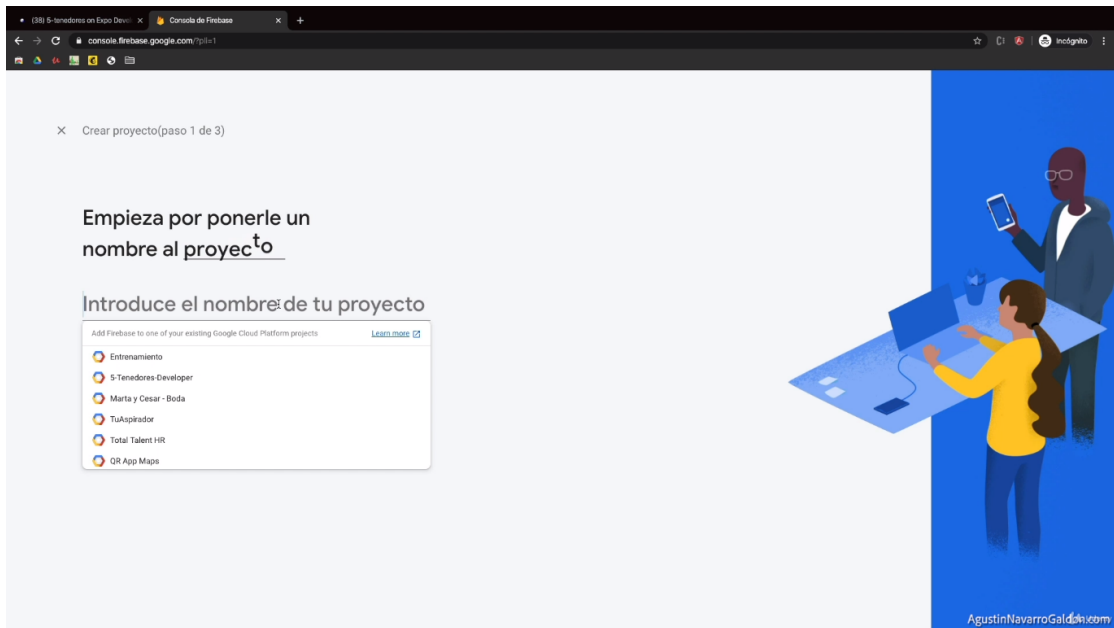 (38) 5-tenedores on Expo Devel
Consola de Firebase
console.firebase.google.com/?pli=1
Incógnito
Crear proyecto(paso 1 de 3)
Empieza por ponerle un
nombre al proyecto
Introduce el nombre de tu proyecto
Add Firebase to one of your existing Google Cloud Platform projects
Learn more
Entrenamiento
5-Tenedores-Developer
Marta y Cesar - Boda
TuAspirador
Total Talent HR
QR App Maps